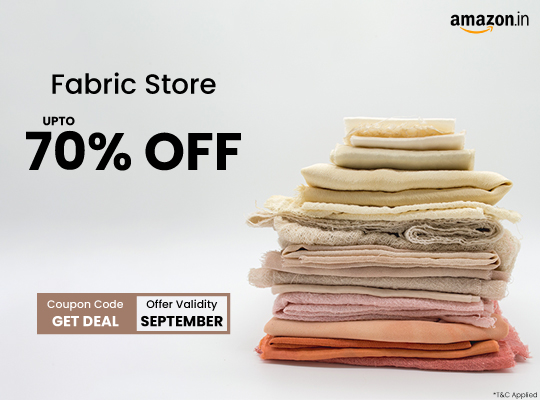 amazon.in
Fabric Store
UPTO
70% OFF
Coupon Code
GET DEAL
Offer Validity
SEPTEMBER
*T&C Applied